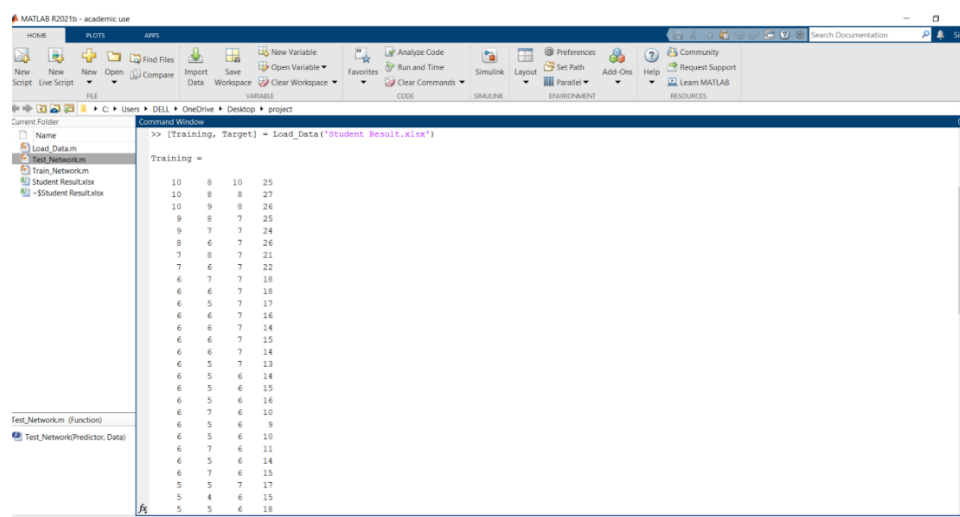 MATLAB R2021b - academic use
HOME PLOTS APPS
Search Documentation
New Script
New Live Script
New
Open
Find Files
Compare
Import Data
Save Workspace
New Variable
Open Variable
Clear Workspace
Favorites
Analyze Code
Run and Time
Clear Commands
Simulink
Layout
Preferences
Set Path
Parallel
Add-Ons
Help
Community
Request Support
Learn MATLAB
FILE VARIABLE CODE SIMULINK ENVIRONMENT RESOURCES
C: Users DELL OneDrive Desktop project
Current Folder
Name
Load_Data.m
Test_Network.m
Train_Network.m
Student Result.xlsx
~$Student Result.xlsx
Test_Network.m (Function)
Test_Network(Predictor, Data)
Command Window
>> [Training, Target] = Load_Data('Student Result.xlsx')
Training =
10 8 10 25
10 8 8 27
10 9 8 26
9 8 7 25
9 7 7 24
8 6 7 26
7 8 7 21
7 6 7 22
6 7 7 18
6 6 7 18
6 5 7 17
6 6 7 16
6 6 7 14
6 6 7 15
6 6 7 14
6 5 7 13
6 5 6 14
6 5 6 15
6 5 6 16
6 7 6 10
6 5 6 9
6 5 6 10
6 7 6 11
6 5 6 14
6 7 6 15
5 5 7 17
5 4 6 15
5 5 6 18
fx